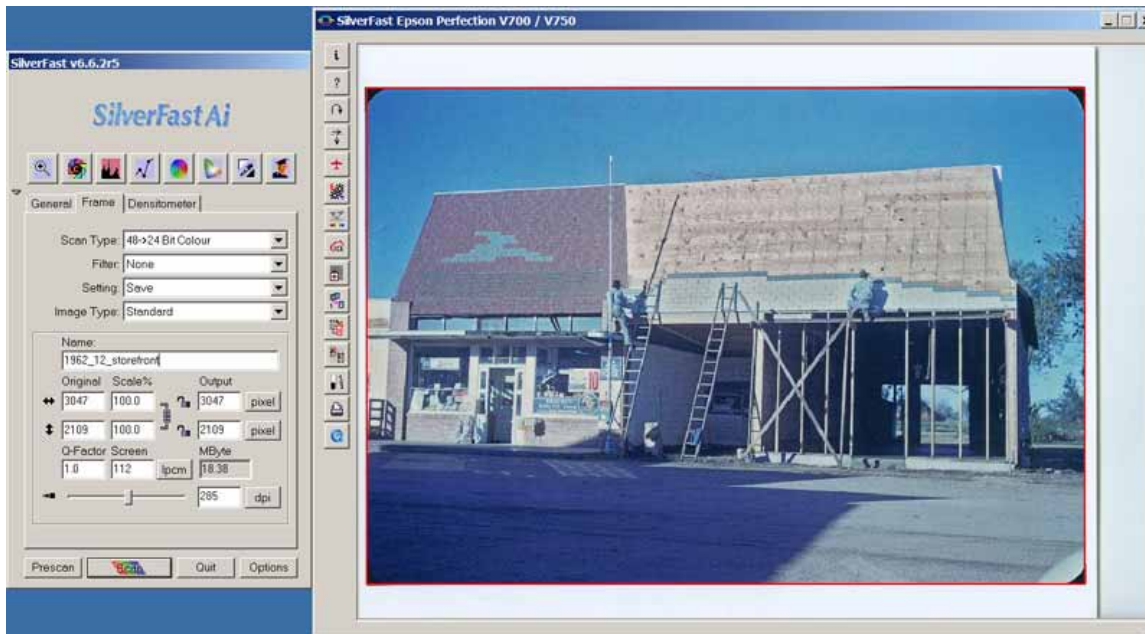 SilverFast Epson Perfection V700 / V750
SilverFast v6.6.2r5
SilverFast Ai
General Frame Densitometer
Scan Type: 48->24 Bit Colour
Filter: None
Setting: Save
Image Type: Standard
Name:
1962_12_storefront
Original Scale% Output
3047 100.0 3047 pixel
2109 100.0 2109 pixel
Q-Factor Screen MByte
1.0 112 lpcm 18.38
285 dpi
Prescan Scan Quit Options
10